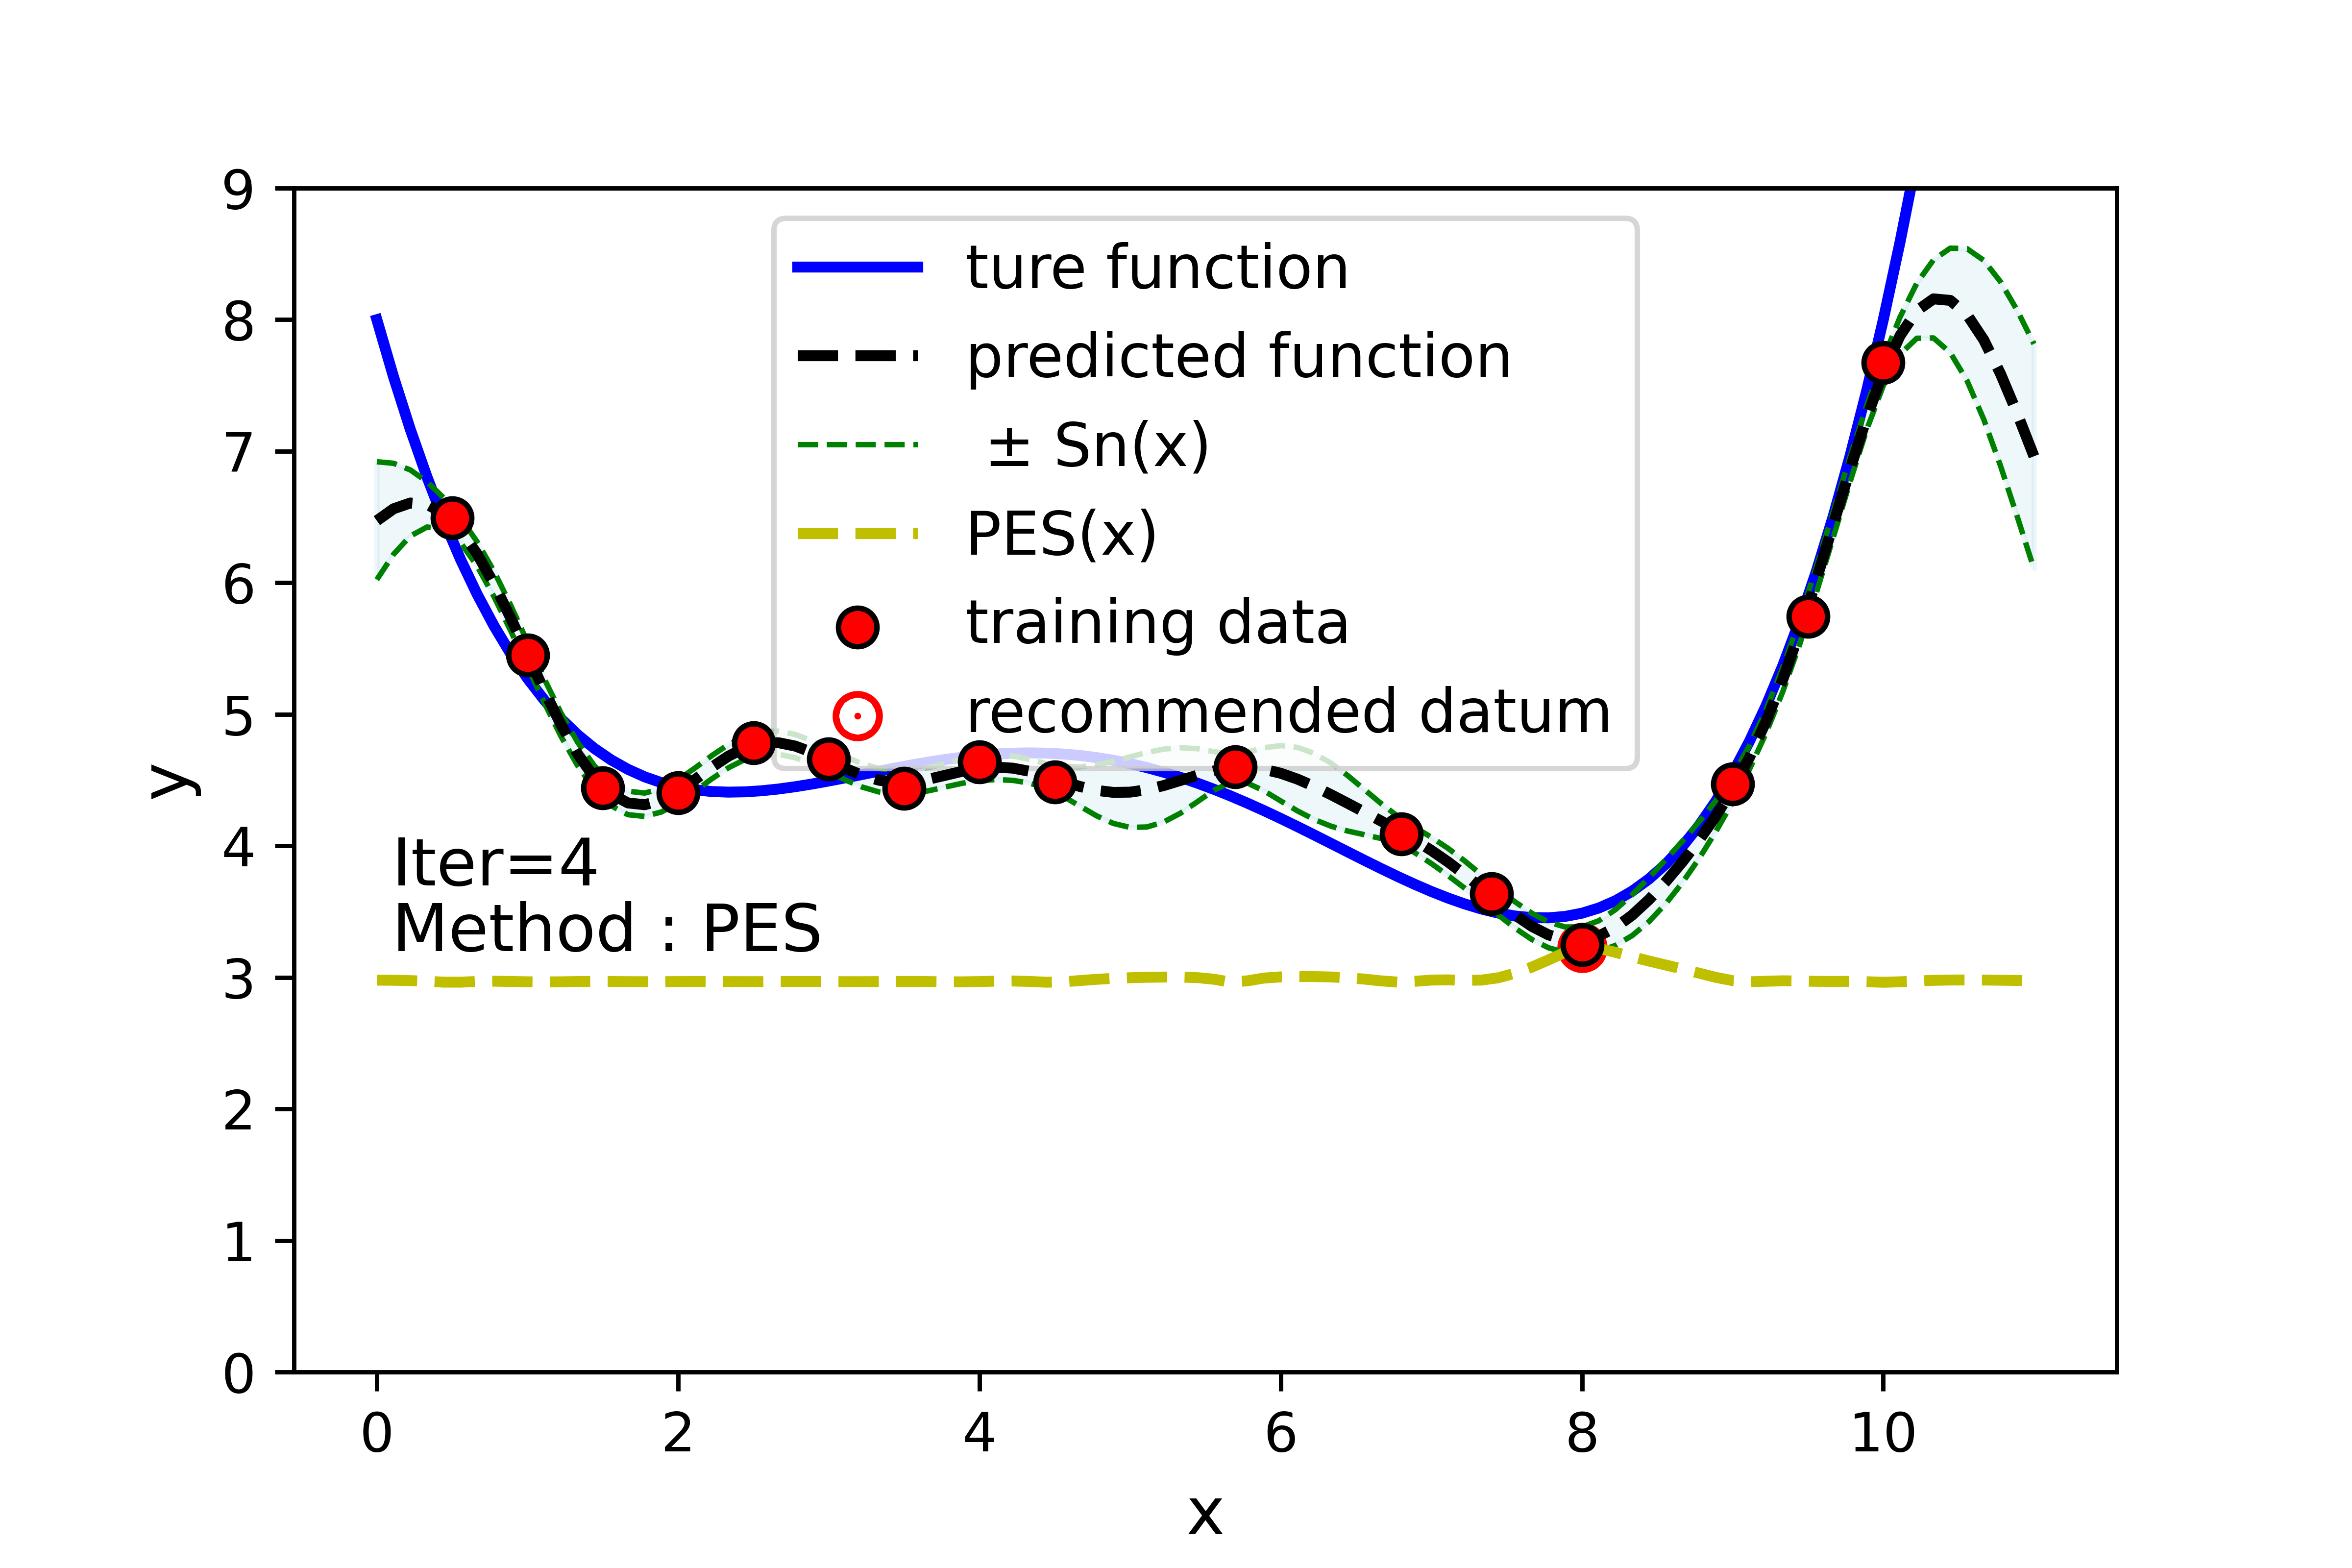 9
8
7
6
5
4
3
2
1
0
y
ture function
predicted function
± Sn(x)
PES(x)
training data
recommended datum
Iter=4
Method : PES
0 2 4 6 8 10
x